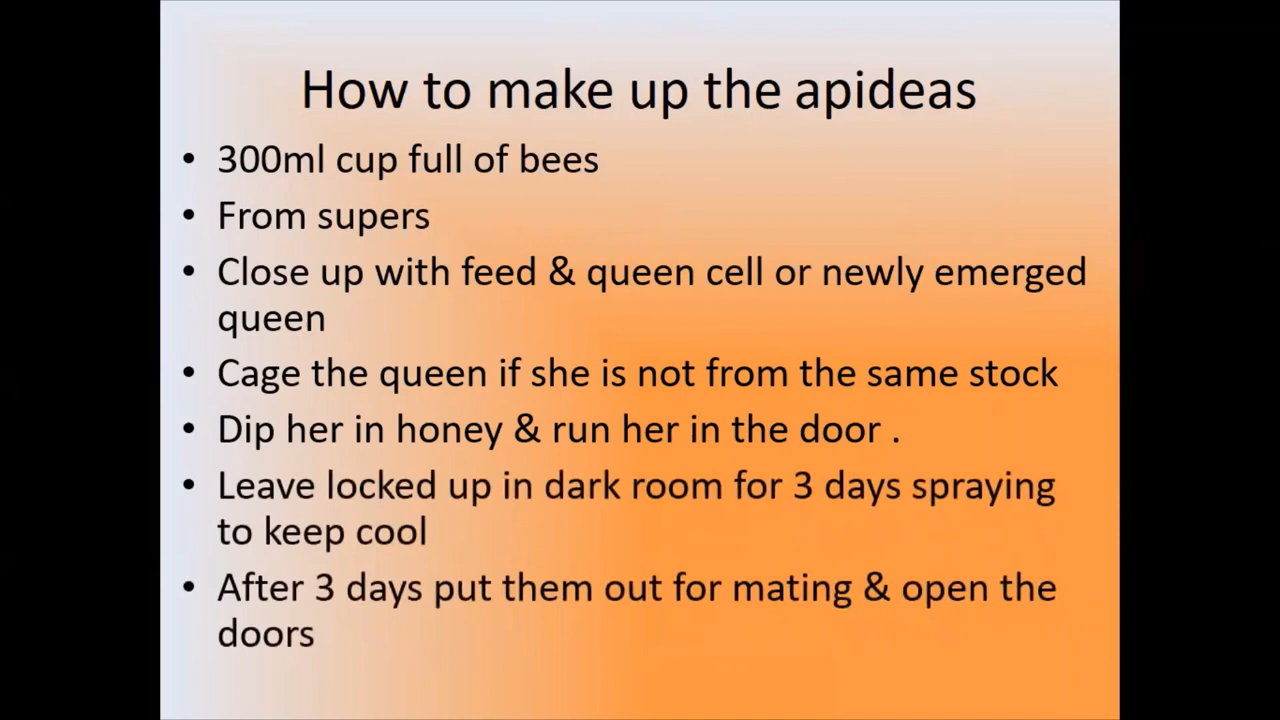 How to make up the apideas
• 300ml cup full of bees
• From supers
• Close up with feed & queen cell or newly emerged
queen
• Cage the queen if she is not from the same stock
• Dip her in honey & run her in the door .
• Leave locked up in dark room for 3 days spraying
to keep cool
• After 3 days put them out for mating & open the
doors